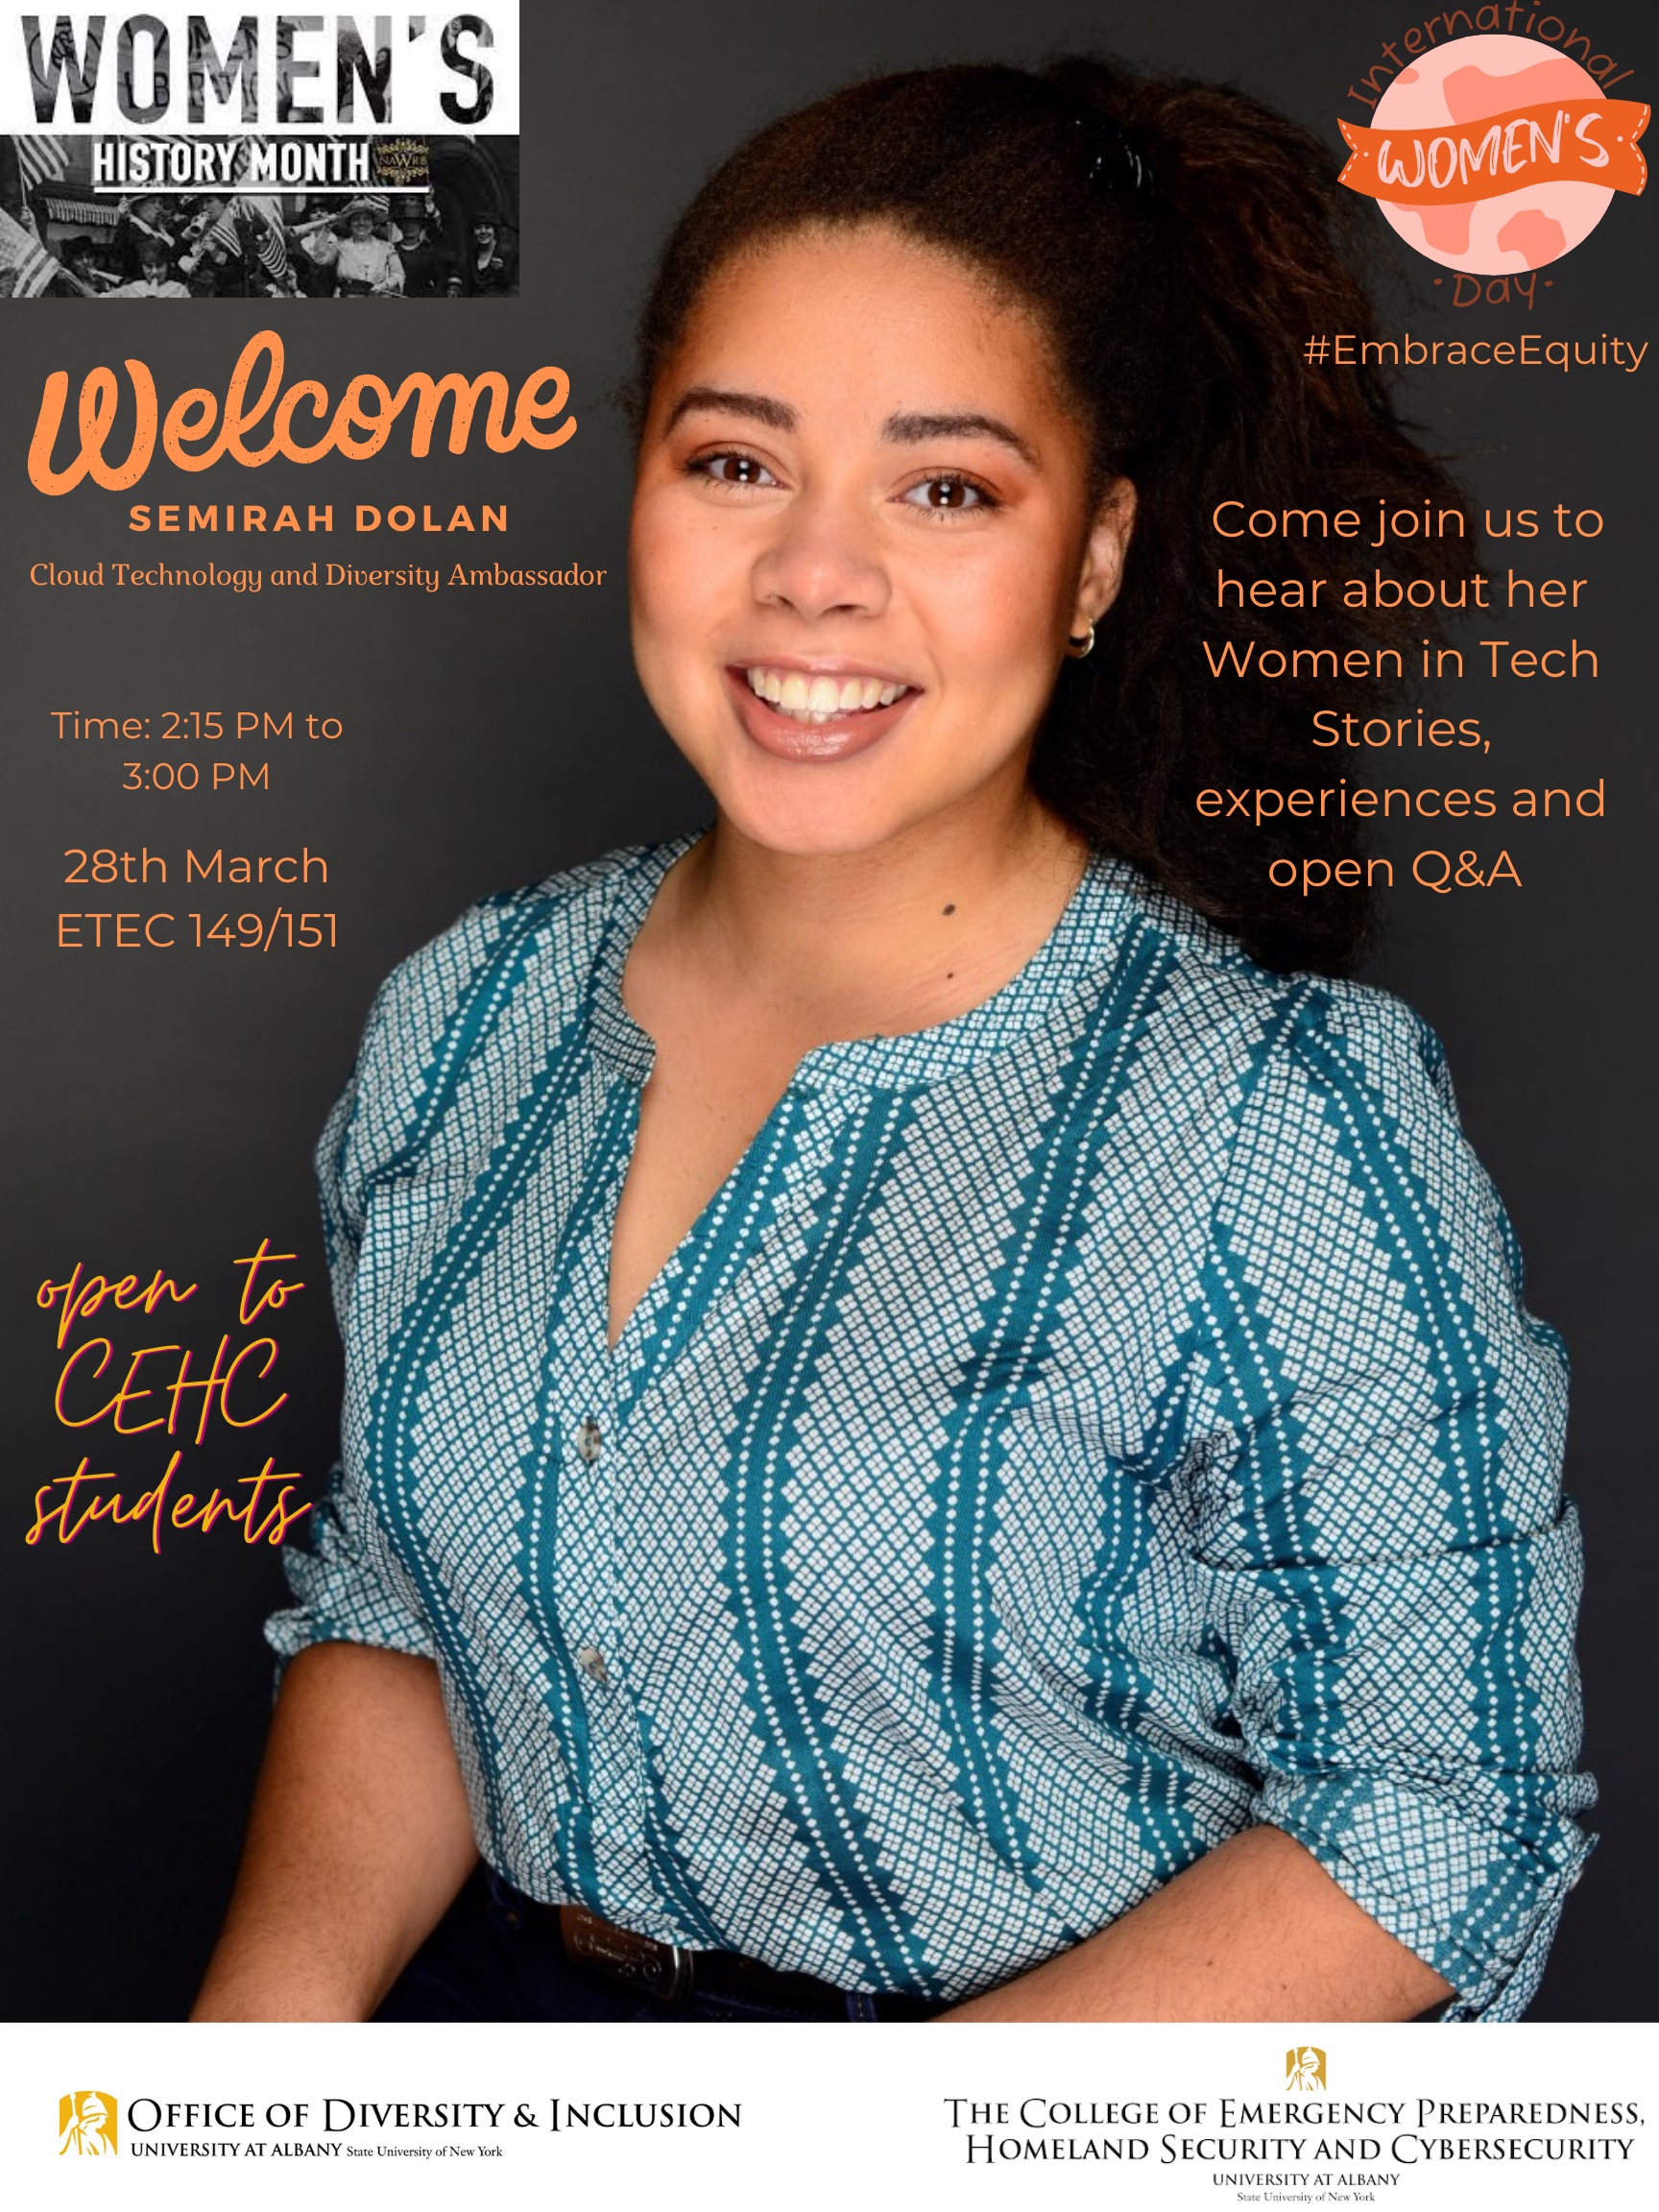 WOMEN'S
HISTORY MONTH
NAWRB
International
WOMEN'S
Day
#EmbraceEquity
Welcome
SEMIRAH DOLAN
Cloud Technology and Diversity Ambassador
Time: 2:15 PM to
3:00 PM
28th March
ETEC 149/151
Come join us to
hear about her
Women in Tech
Stories,
experiences and
open Q&A
open to
CEHC
students
OFFICE OF DIVERSITY & INCLUSION
UNIVERSITY AT ALBANY State University of New York
THE COLLEGE OF EMERGENCY PREPAREDNESS,
HOMELAND SECURITY AND CYBERSECURITY
UNIVERSITY AT ALBANY
State University of New York